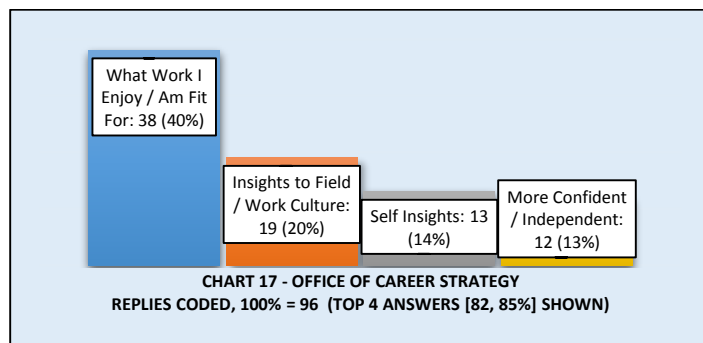 What Work I
Enjoy / Am Fit
For: 38 (40%)
Insights to Field
/ Work Culture:
19 (20%)
Self Insights: 13
(14%)
More Confident
/ Independent:
12 (13%)
CHART 17 - OFFICE OF CAREER STRATEGY
REPLIES CODED, 100% = 96 (TOP 4 ANSWERS [82, 85%] SHOWN)